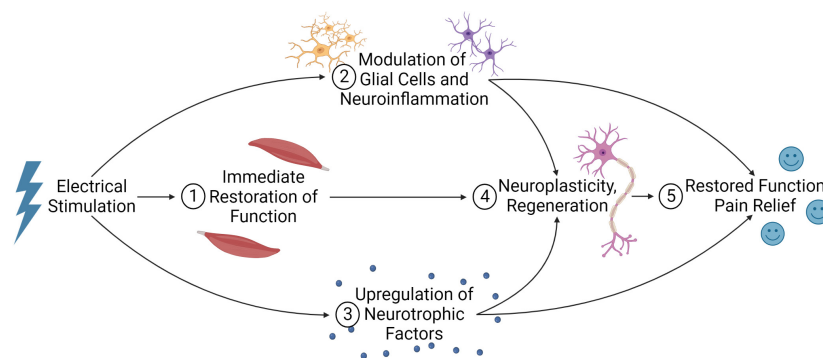 2
Modulation of
Glial Cells and
Neuroinflammation
Electrical
Stimulation
1
Immediate
Restoration of
Function
4
Neuroplasticity,
Regeneration
5
Restored Function,
Pain Relief
3
Upregulation of
Neurotrophic
Factors